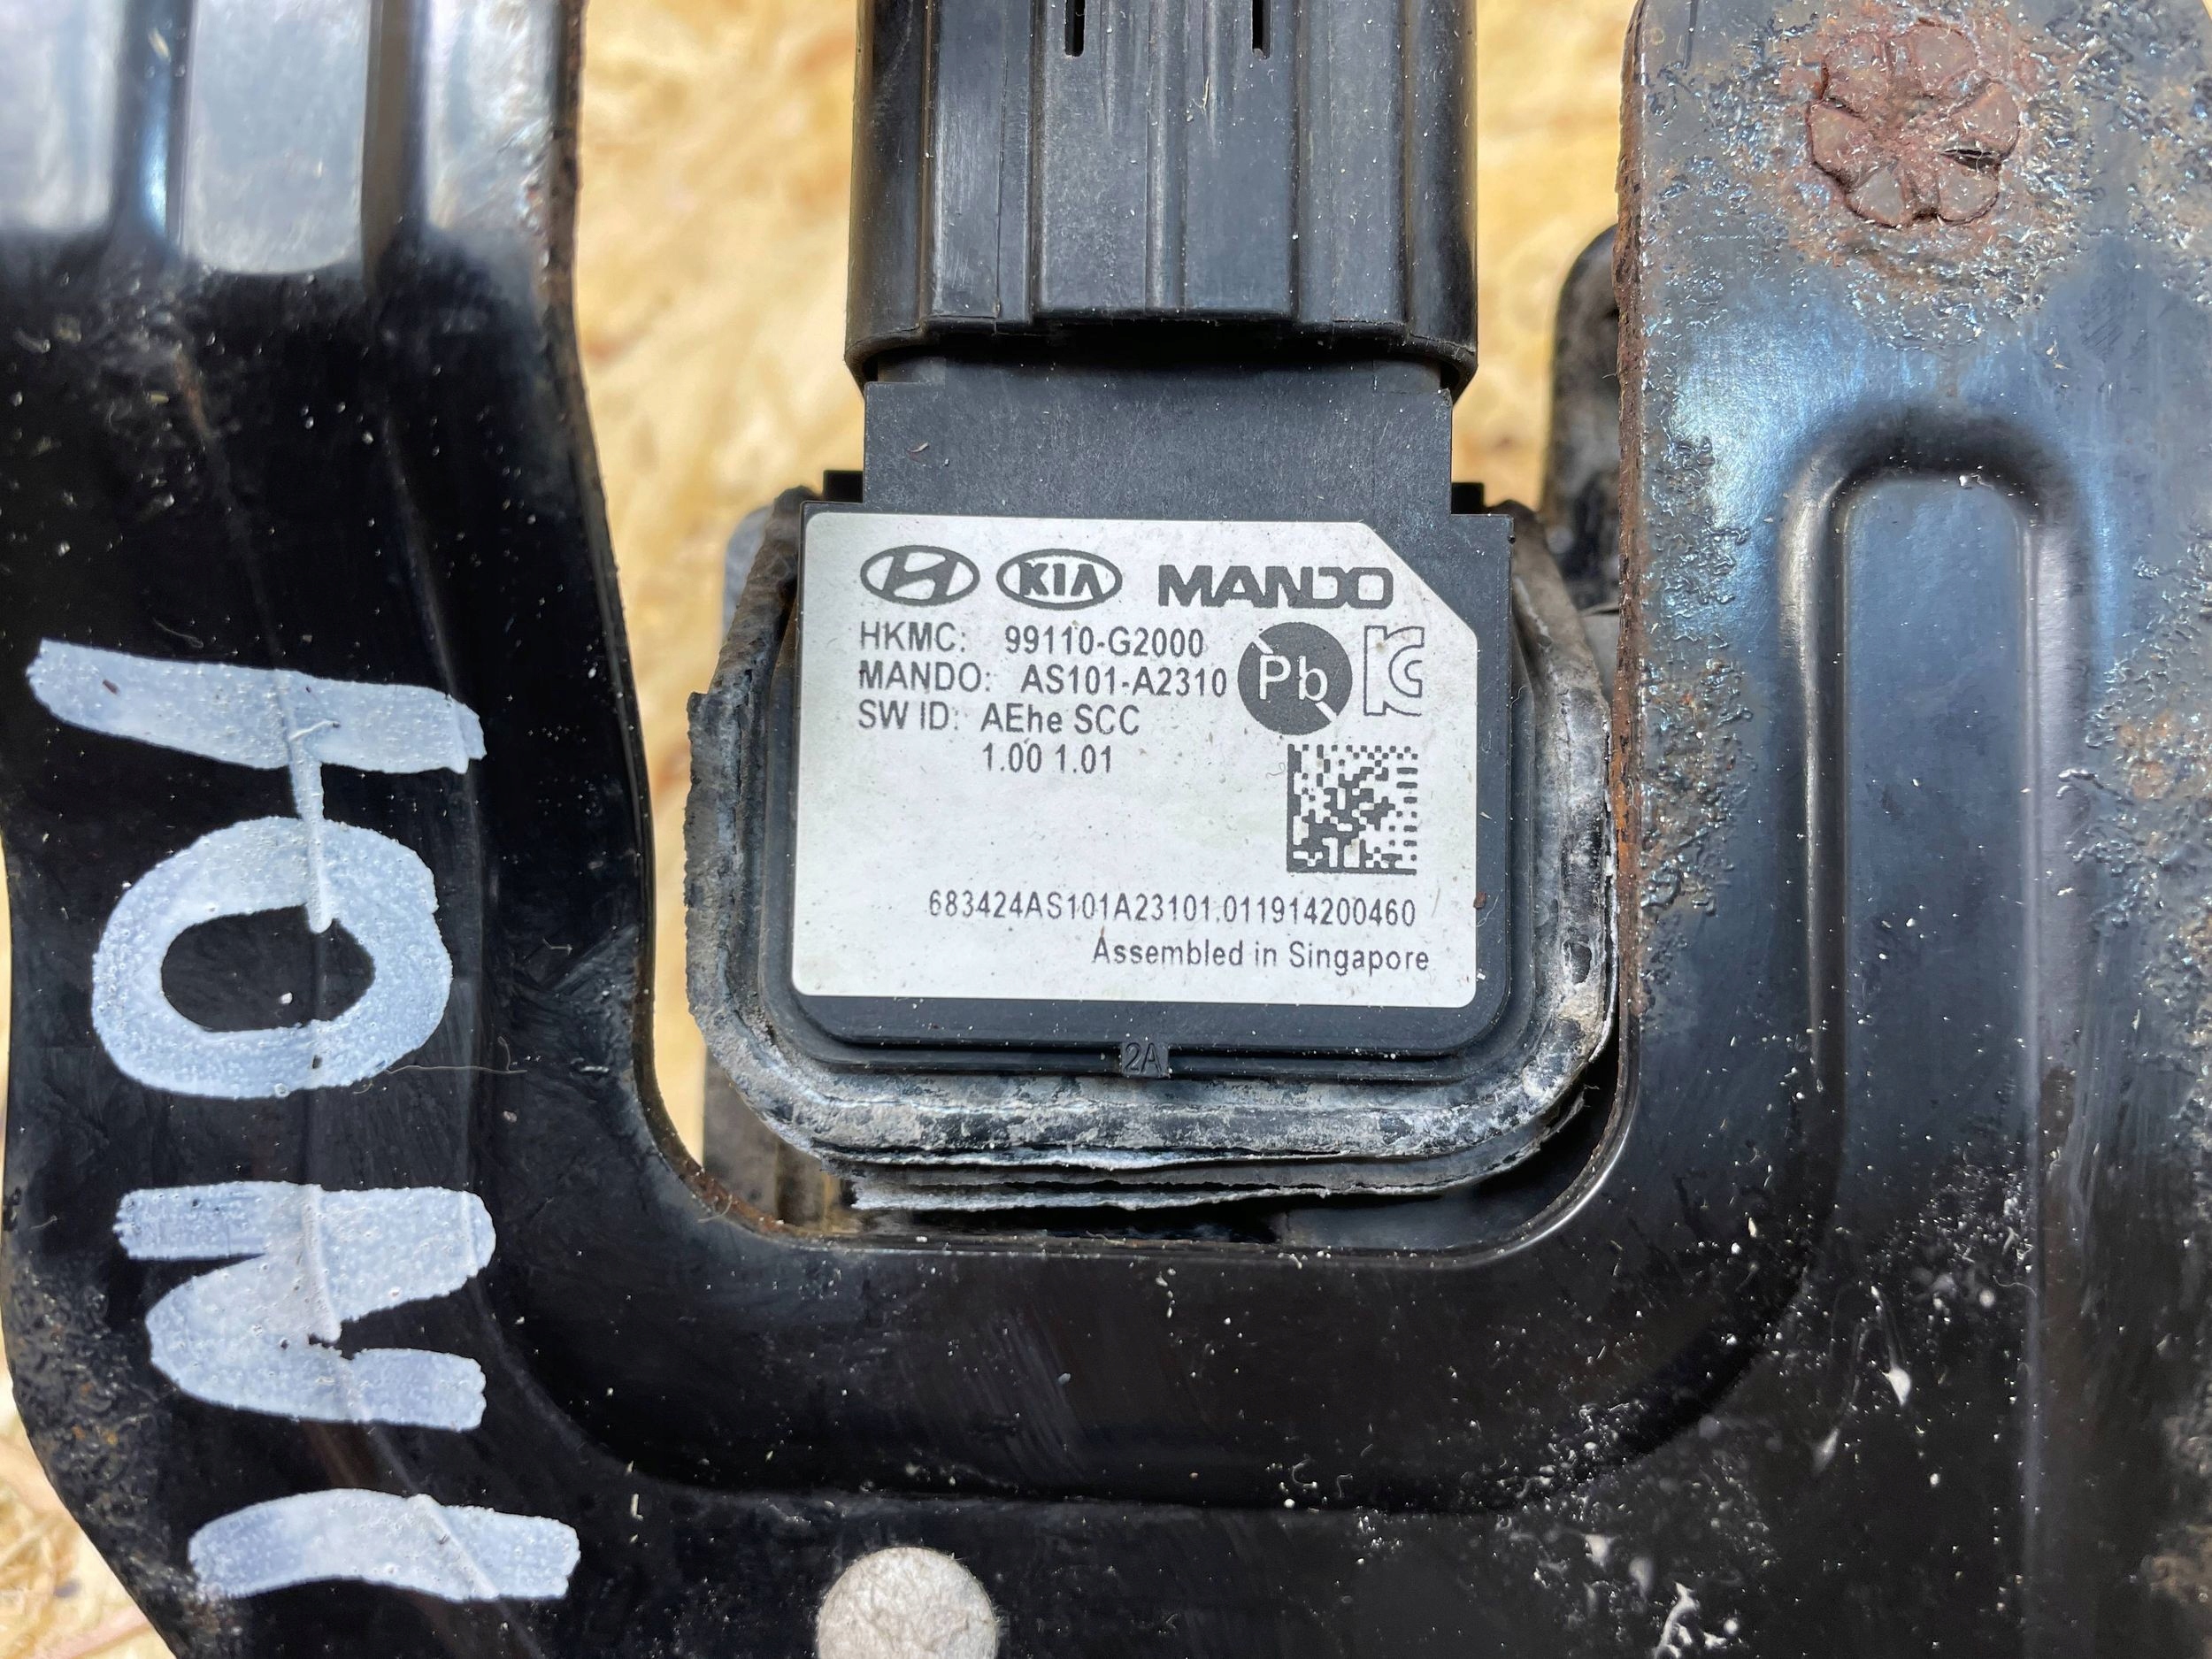 KIA MANDO
HKMC: 99110-G2000
MANDO: AS101-A2310
Pb
SW ID: AEhe SCC
1.00 1.01
683424AS101A23101.011914200460
Assembled in Singapore
2A